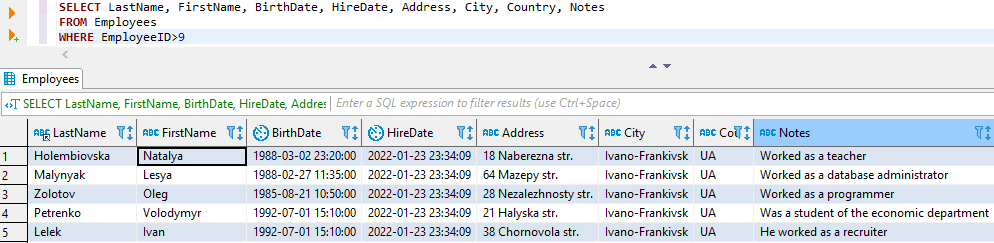 SELECT LastName, FirstName, BirthDate, HireDate, Address, City, Country, Notes
FROM Employees
WHERE EmployeeID>9
Employees
SELECT LastName, FirstName, BirthDate, HireDate, Addres Enter a SQL expression to filter results (use Ctrl+Space)
ABC LastName ABC FirstName BirthDate HireDate ABC Address ABC City ABC Cou ABC Notes
1 Holembiovska Natalya 1988-03-02 23:20:00 2022-01-23 23:34:09 18 Naberezna str. Ivano-Frankivsk UA Worked as a teacher
2 Malynyak Lesya 1988-02-27 11:35:00 2022-01-23 23:34:09 64 Mazepy str. Ivano-Frankivsk UA Worked as a database administrator
3 Zolotov Oleg 1985-08-21 10:50:00 2022-01-23 23:34:09 28 Nezalezhnosty str. Ivano-Frankivsk UA Worked as a programmer
4 Petrenko Volodymyr 1992-07-01 15:10:00 2022-01-23 23:34:09 21 Halyska str. Ivano-Frankivsk UA Was a student of the economic department
5 Lelek Ivan 1992-07-01 15:10:00 2022-01-23 23:34:09 38 Chornovola str. Ivano-Frankivsk UA He worked as a recruiter